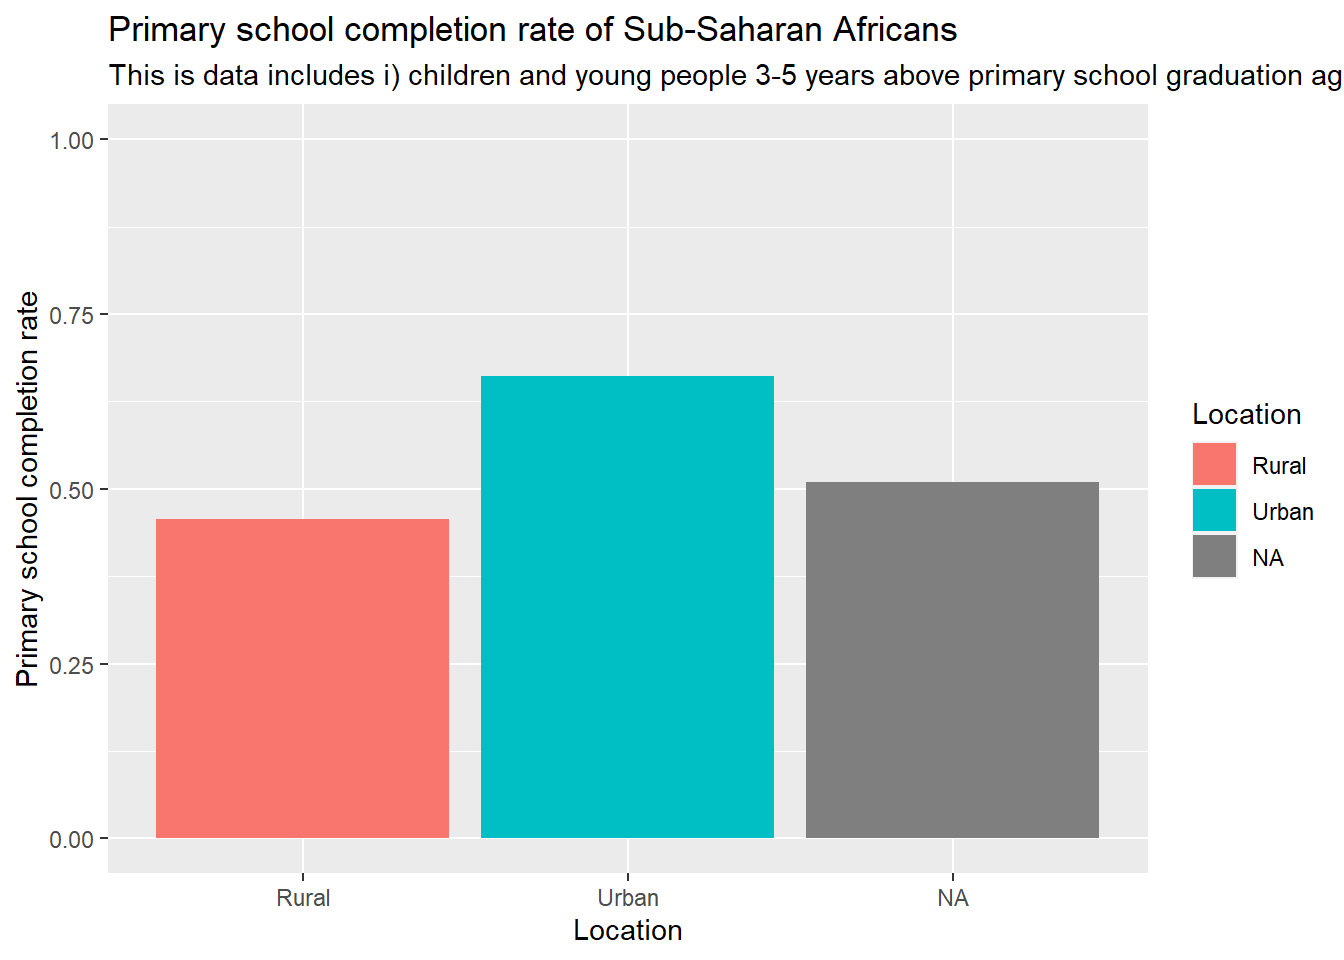 Primary school completion rate of Sub-Saharan Africans
This is data includes i) children and young people 3-5 years above primary school graduation ag
1.00
0.75
0.50
0.25
0.00
Primary school completion rate
Rural
Urban
NA
Location
Location
Rural
Urban
NA